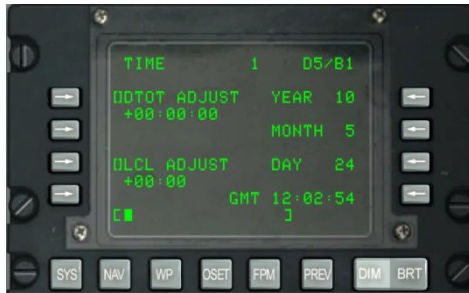 TIME 1 D5/B1
[]DTOT ADJUST YEAR 10
+00:00:00
MONTH 5
[]LCL ADJUST DAY 24
+00:00
GMT 12:02:54
[ ]
SYS NAV WP OSET FPM PREV DIM BRT